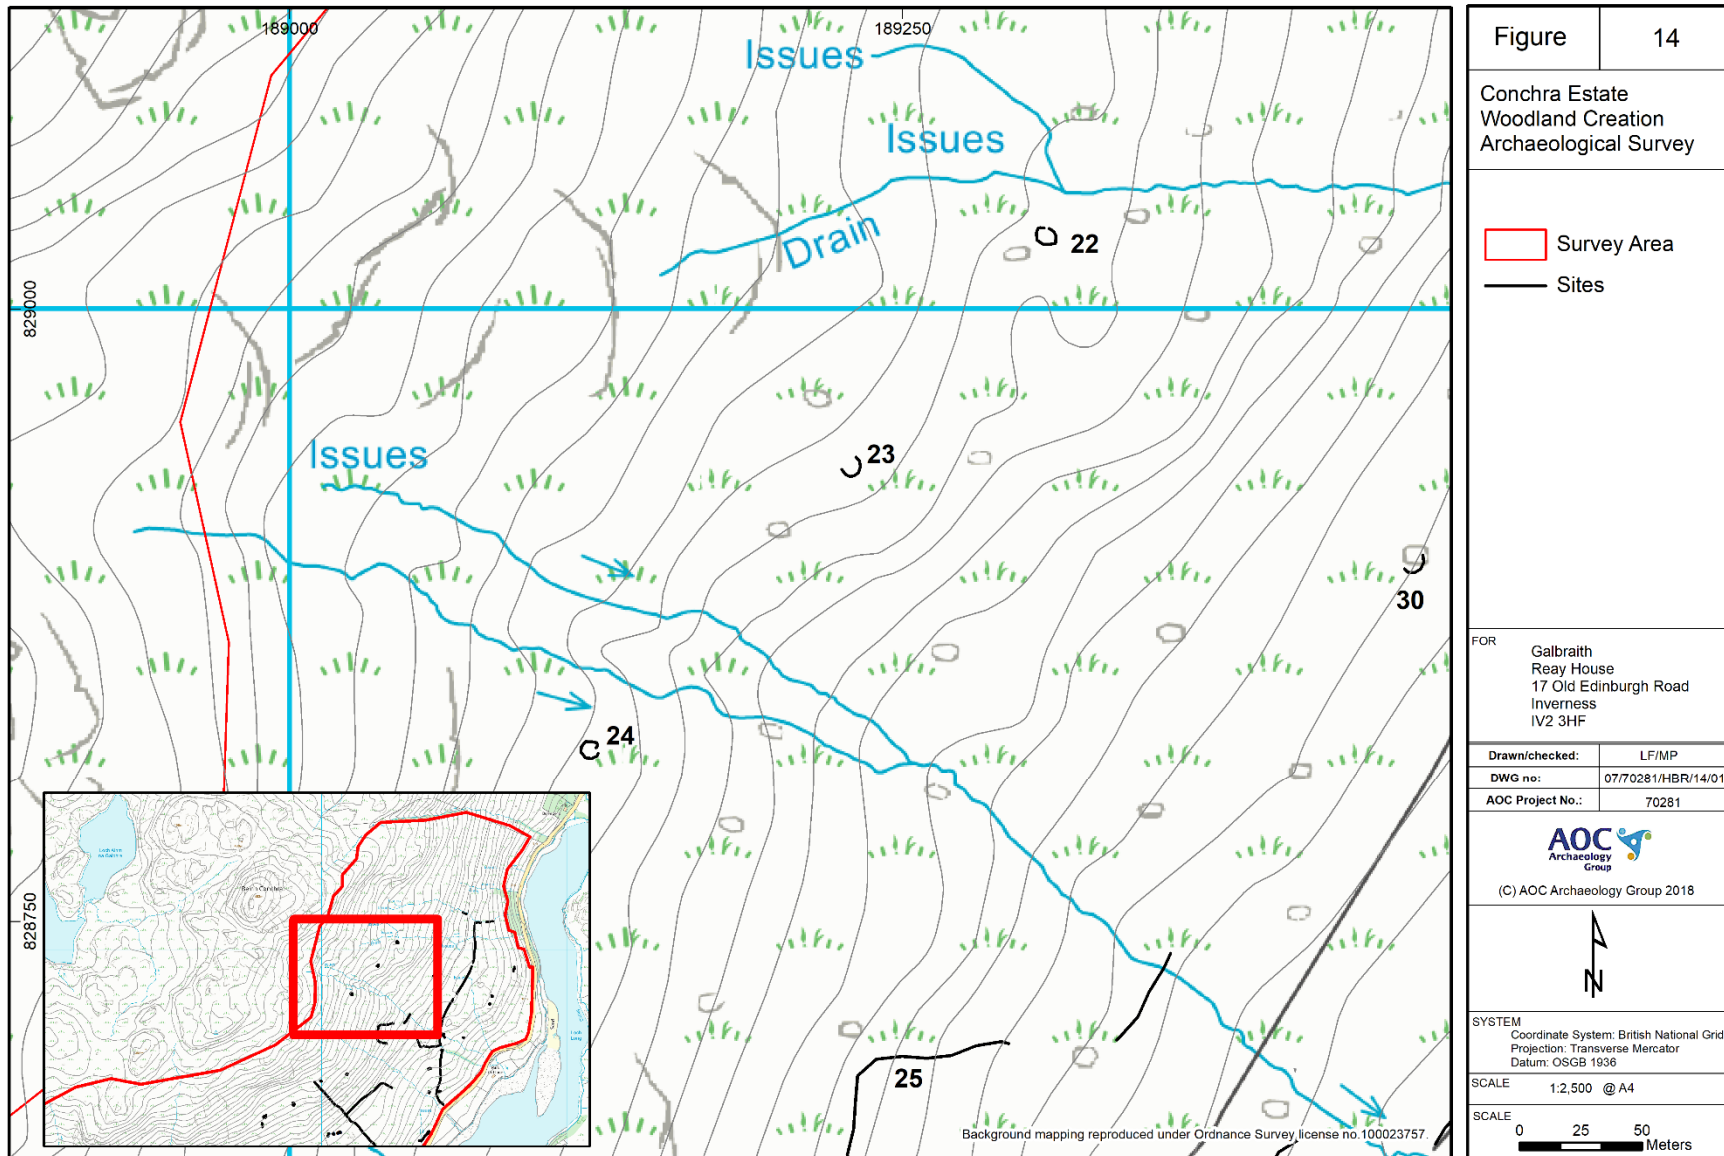 189000
189250
Issues
Issues
Drain
22
829000
23
Issues
30
24
828750
25
Background mapping reproduced under Ordnance Survey license no.100023757.
Figure 14
Conchra Estate
Woodland Creation
Archaeological Survey
Survey Area
Sites
FOR
Galbraith
Reay House
17 Old Edinburgh Road
Inverness
IV2 3HF
Drawn/checked: LF/MP
DWG no: 07/70281/HBR/14/01
AOC Project No.: 70281
AOC
Archaeology
Group
(C) AOC Archaeology Group 2018
N
SYSTEM
Coordinate System: British National Grid
Projection: Transverse Mercator
Datum: OSGB 1936
SCALE 1:2,500 @ A4
SCALE
0 25 50
Meters